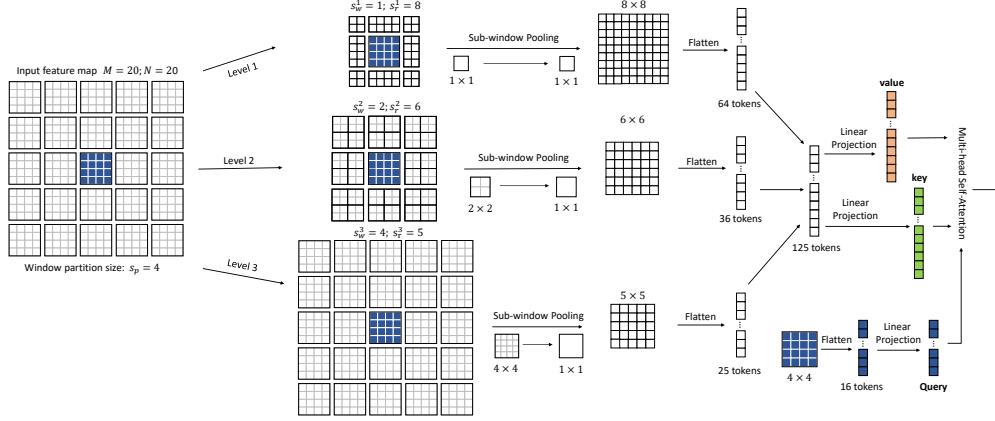 Input feature map M = 20; N = 20
Window partition size: s_p = 4
Level 1
Level 2
Level 3
s_w^1 = 1; s_r^1 = 8
Sub-window Pooling
1 × 1
1 × 1
8 × 8
Flatten
64 tokens
s_w^2 = 2; s_r^2 = 6
Sub-window Pooling
2 × 2
1 × 1
6 × 6
Flatten
36 tokens
s_w^3 = 4; s_r^3 = 5
Sub-window Pooling
4 × 4
1 × 1
5 × 5
Flatten
25 tokens
125 tokens
Linear
Projection
value
Linear
Projection
key
4 × 4
Flatten
16 tokens
Linear
Projection
Query
Multi-head Self-Attention